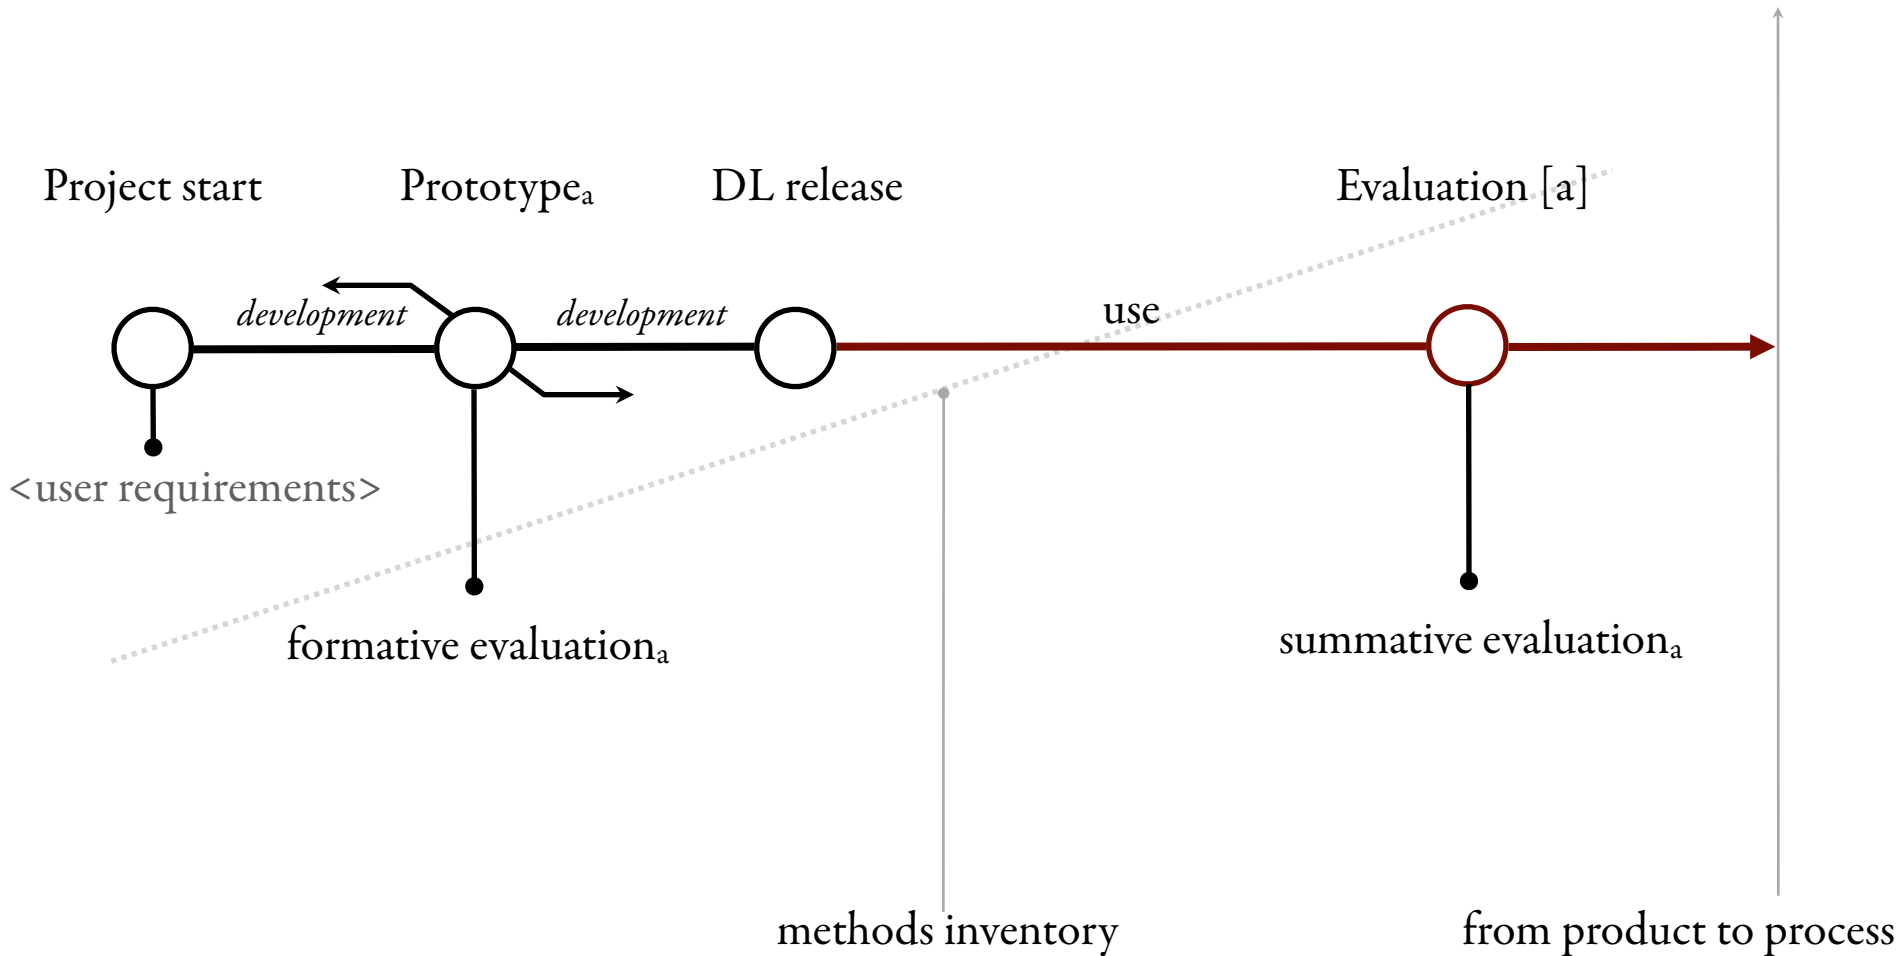 Project start
Prototypeₐ
DL release
Evaluation [a]
development
development
use
<user requirements>
formative evaluationₐ
summative evaluationₐ
methods inventory
from product to process